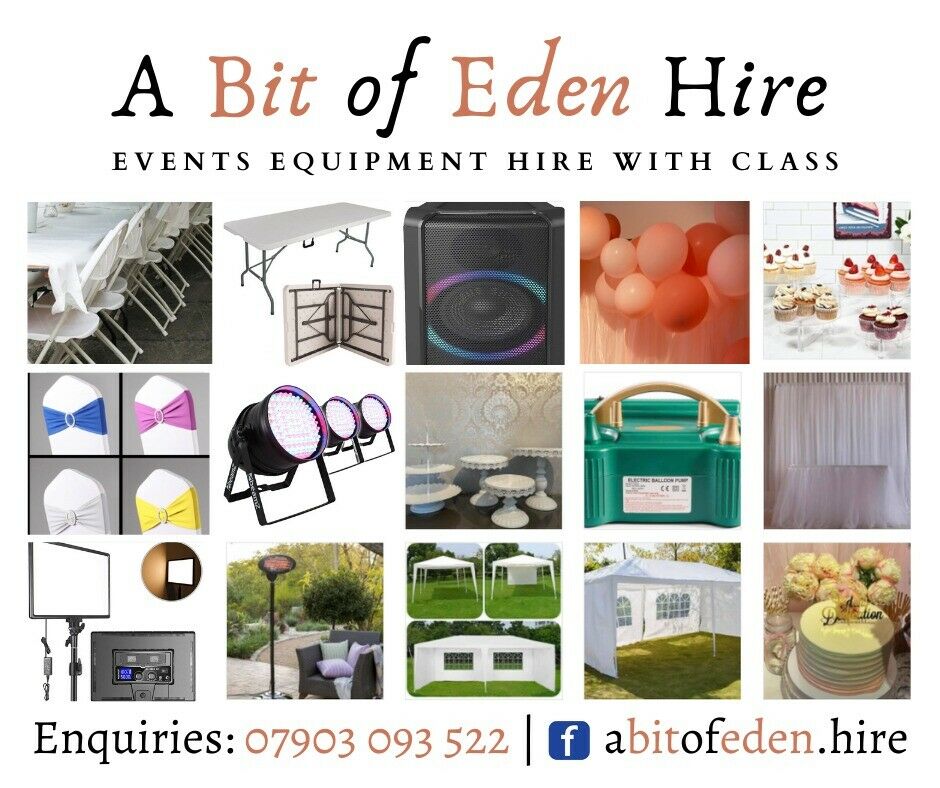 A Bit of Eden Hire
EVENTS EQUIPMENT HIRE WITH CLASS
ELECTRIC BALLOON PUMP
Enquiries: 07903 093 522 | abitofeden.hire